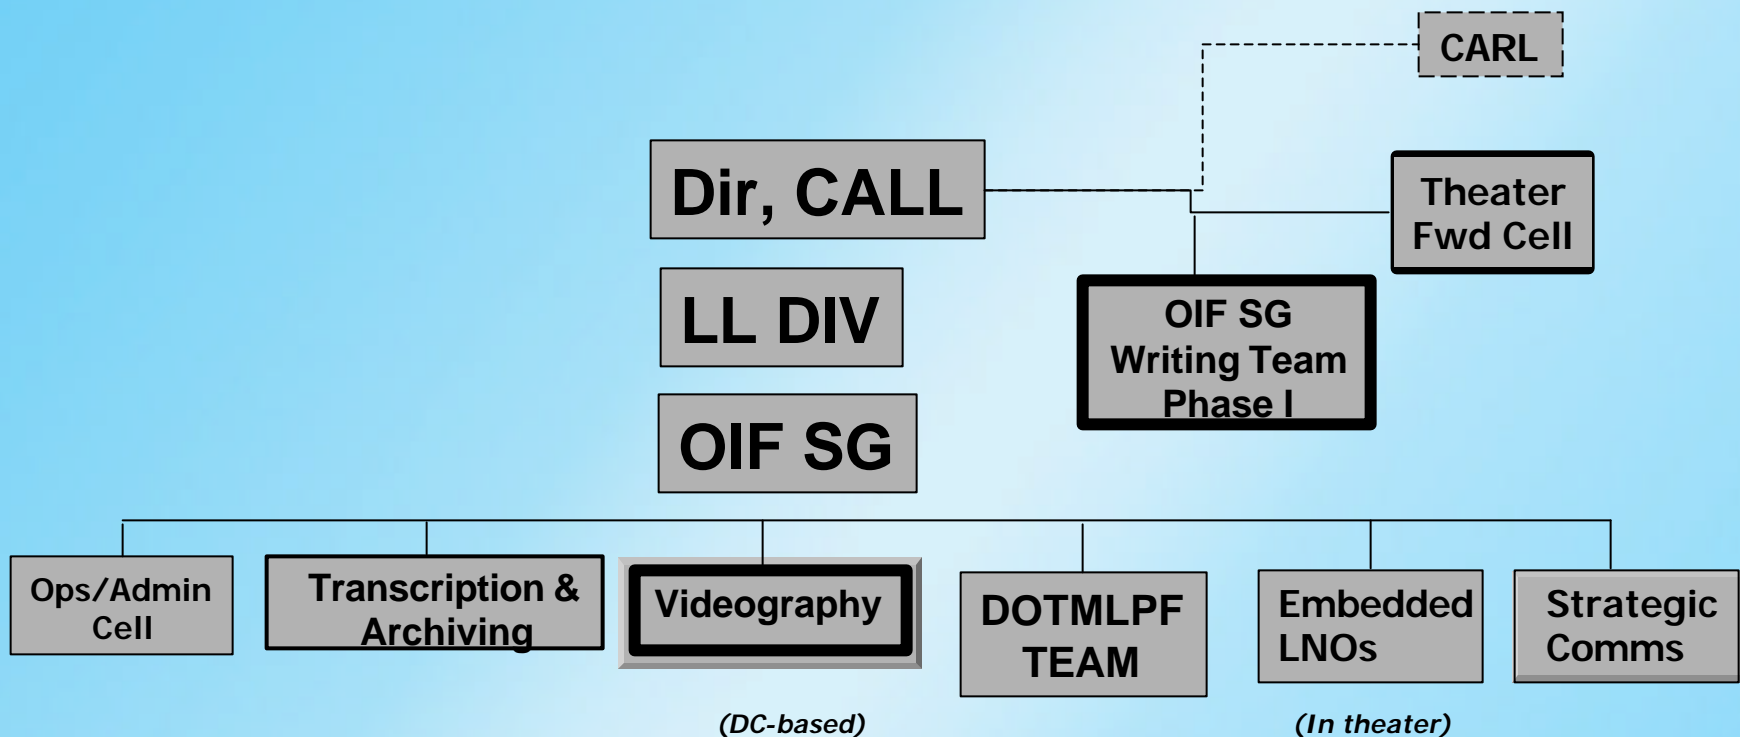 CARL
Dir, CALL
Theater
Fwd Cell
LL DIV
OIF SG
Writing Team
Phase I
OIF SG
Ops/Admin
Cell
Transcription &
Archiving
Videography
DOTMLPF
TEAM
Embedded
LNOs
Strategic
Comms
(DC-based)
(In theater)